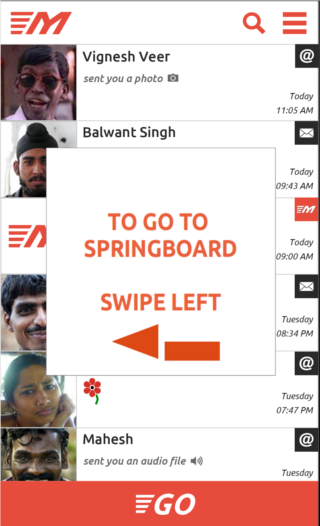 M
Vignesh Veer
@
sent you a photo
Today
11:05 AM
Balwant Singh
Today
09:43 AM
TO GO TO
SPRINGBOARD
SWIPE LEFT
M
Today
09:00 AM
Tuesday
08:34 PM
@
Tuesday
07:47 PM
Mahesh
@
sent you an audio file
Tuesday
GO